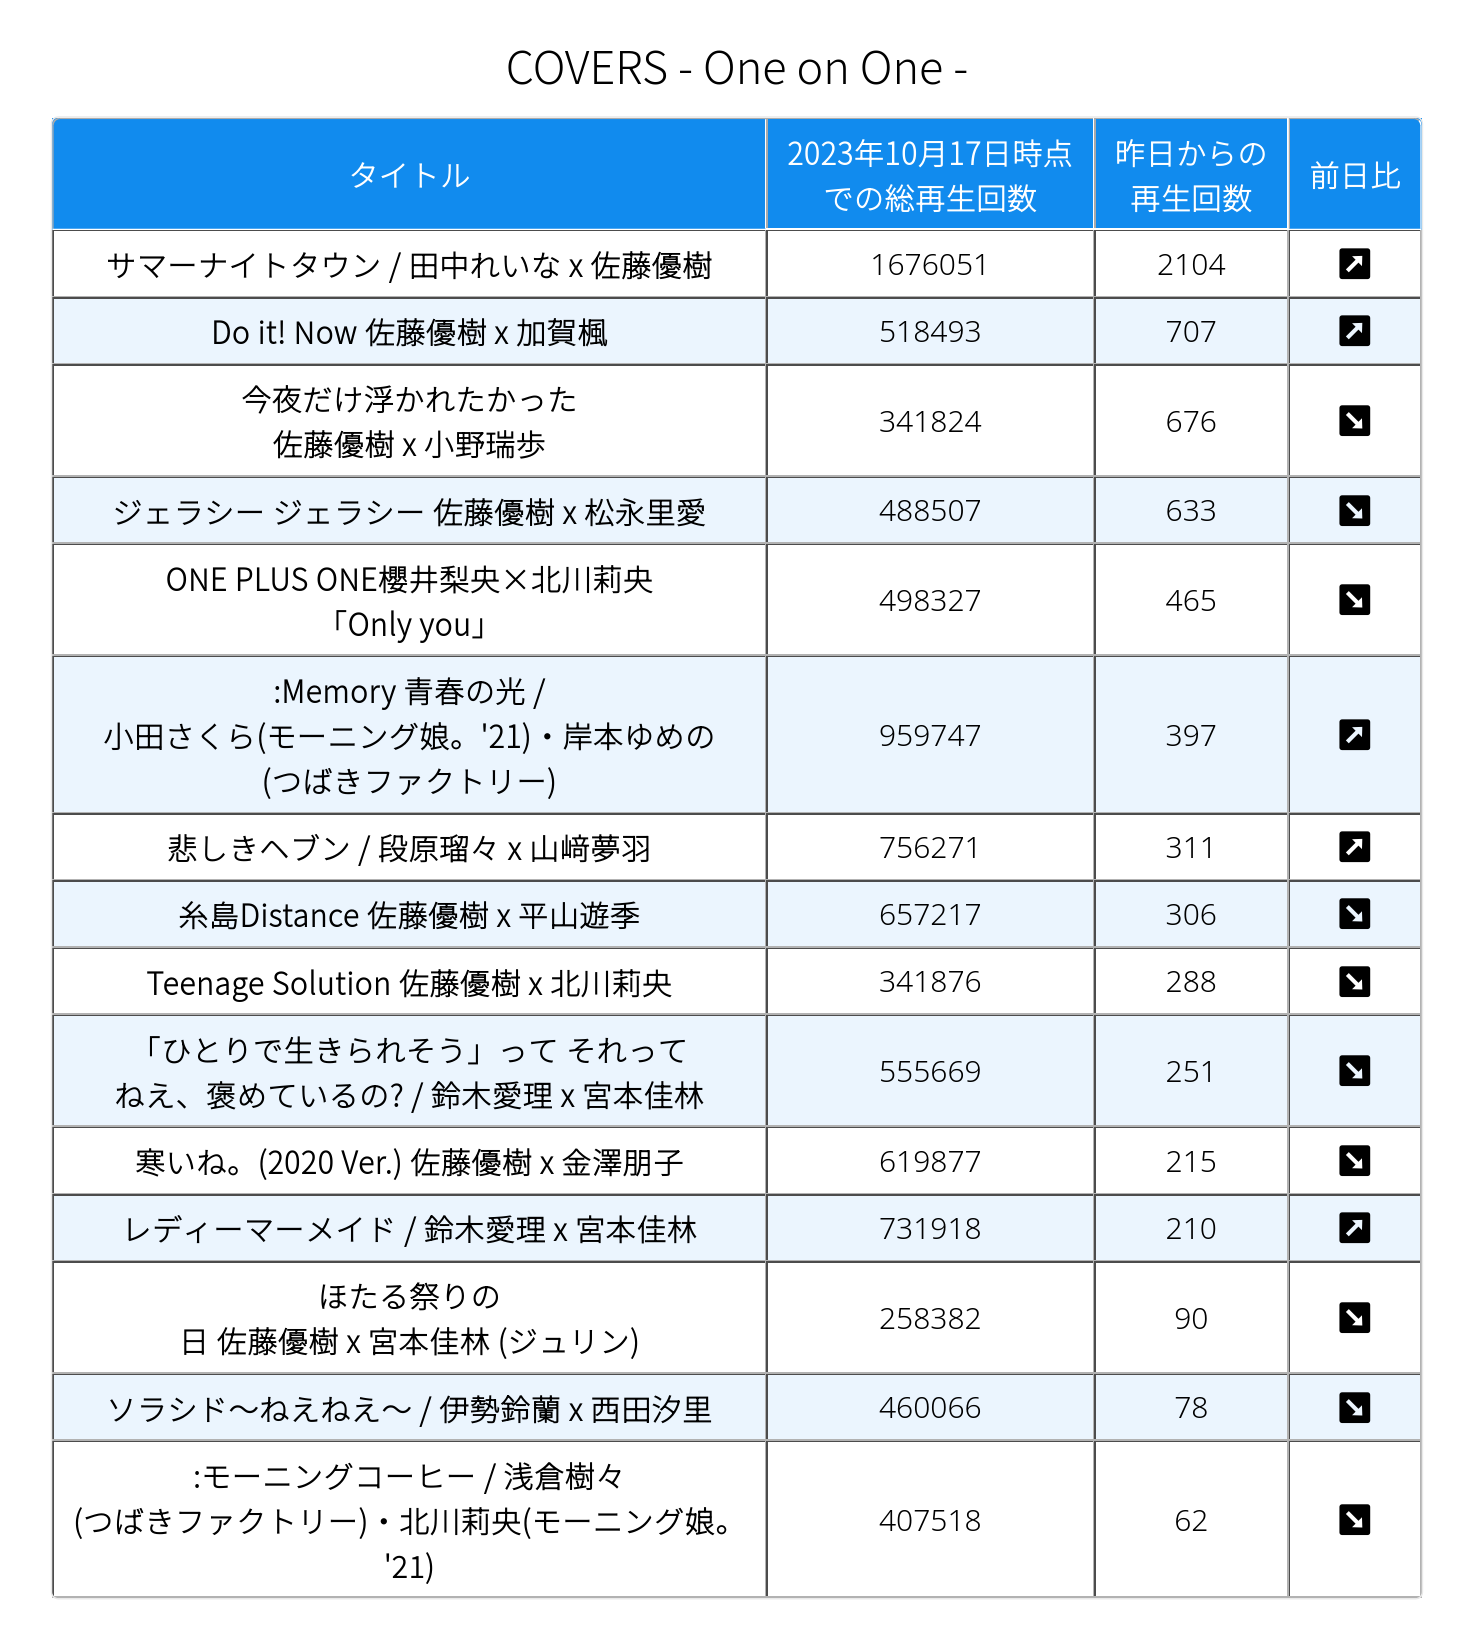 COVERS - One on One -
タイトル
2023年10月17日時点
での総再生回数
昨日からの
再生回数
前日比
サマーナイトタウン / 田中れいな x 佐藤優樹
1676051
2104
Do it! Now 佐藤優樹 x 加賀楓
518493
707
今夜だけ浮かれたかった
佐藤優樹 x 小野瑞歩
341824
676
ジェラシー ジェラシー 佐藤優樹 x 松永里愛
488507
633
ONE PLUS ONE櫻井梨央×北川莉央
「Only you」
498327
465
:Memory 青春の光 /
小田さくら(モーニング娘。'21)・岸本ゆめの
(つばきファクトリー)
959747
397
悲しきヘブン / 段原瑠々 x 山﨑夢羽
756271
311
糸島Distance 佐藤優樹 x 平山遊季
657217
306
Teenage Solution 佐藤優樹 x 北川莉央
341876
288
「ひとりで生きられそう」って それって
ねえ、褒めているの? / 鈴木愛理 x 宮本佳林
555669
251
寒いね。(2020 Ver.) 佐藤優樹 x 金澤朋子
619877
215
レディーマーメイド / 鈴木愛理 x 宮本佳林
731918
210
ほたる祭りの
日 佐藤優樹 x 宮本佳林 (ジュリン)
258382
90
ソラシド〜ねえねえ〜 / 伊勢鈴蘭 x 西田汐里
460066
78
:モーニングコーヒー / 浅倉樹々
(つばきファクトリー)・北川莉央(モーニング娘。
'21)
407518
62